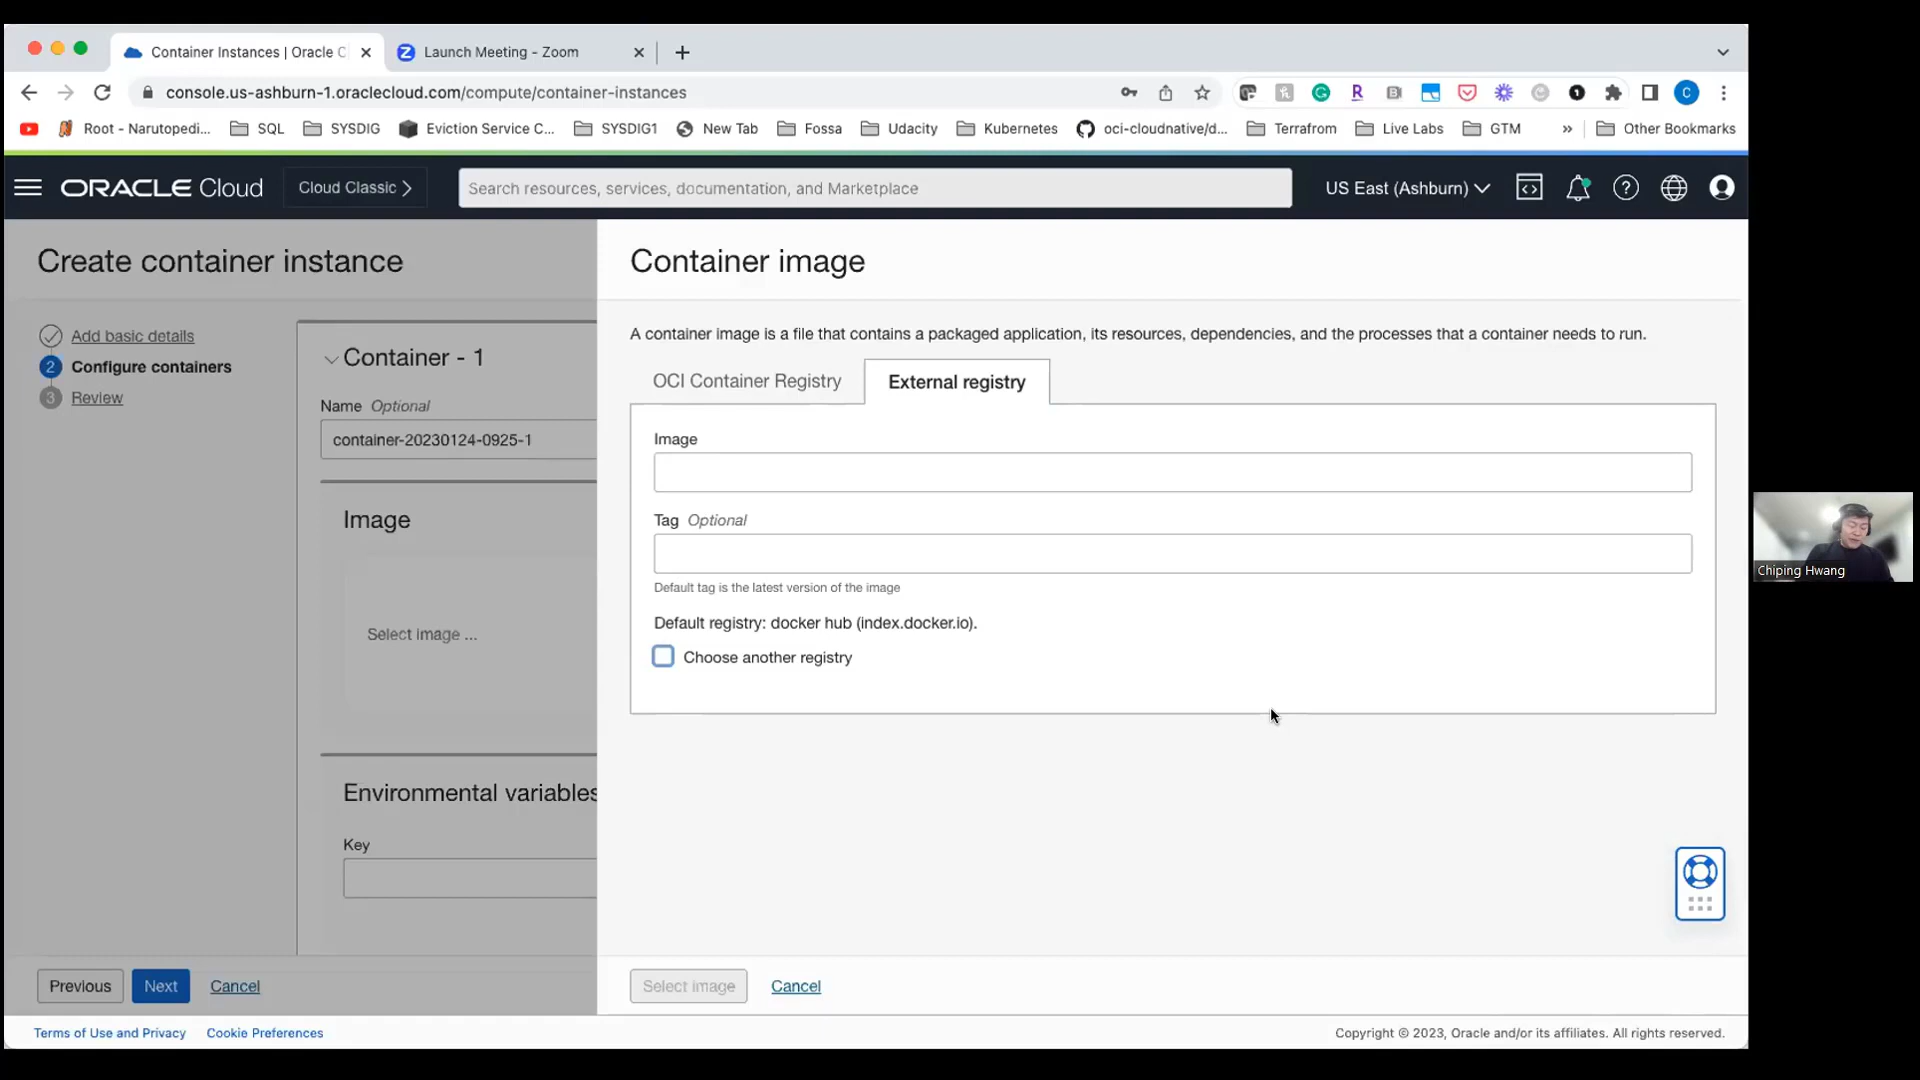 Container Instances | Oracle C
Launch Meeting - Zoom
console.us-ashburn-1.oraclecloud.com/compute/container-instances
Root - Narutopedi...
SQL
SYSDIG
Eviction Service C...
SYSDIG1
New Tab
Fossa
Udacity
Kubernetes
oci-cloudnative/d...
Terrafrom
Live Labs
GTM
»
Other Bookmarks
ORACLE Cloud
Cloud Classic
Search resources, services, documentation, and Marketplace
US East (Ashburn)
Create container instance
Add basic details
2 Configure containers
3 Review
Container - 1
Name Optional
container-20230124-0925-1
Image
Select image ...
Environmental variables
Key
Previous
Next
Cancel
Container image
A container image is a file that contains a packaged application, its resources, dependencies, and the processes that a container needs to run.
OCI Container Registry
External registry
Image
Tag Optional
Default tag is the latest version of the image
Default registry: docker hub (index.docker.io).
Choose another registry
Select image
Cancel
Terms of Use and Privacy
Cookie Preferences
Copyright © 2023, Oracle and/or its affiliates. All rights reserved.
Chiping Hwang